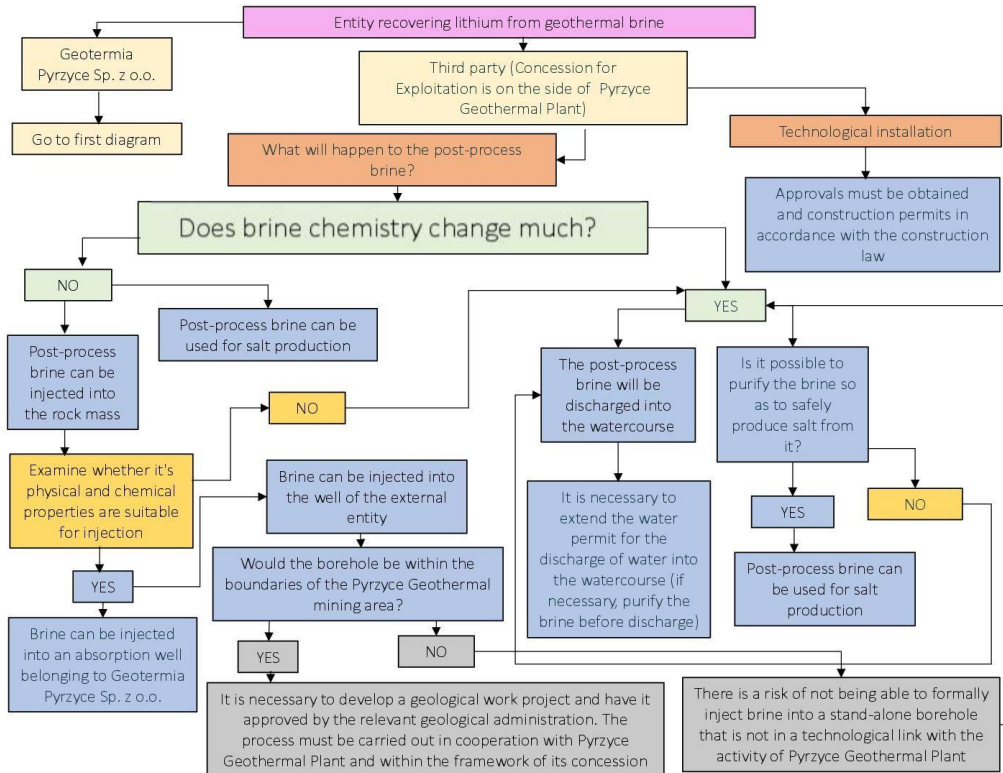 Entity recovering lithium from geothermal brine
Geotermia
Pyrzyce Sp. z o.o.
Third party (Concession for
Exploitation is on the side of Pyrzyce
Geothermal Plant)
Go to first diagram
Technological installation
What will happen to the post-process
brine?
Approvals must be obtained
and construction permits in
accordance with the construction
law
Does brine chemistry change much?
NO
YES
Post-process brine can be
used for salt production
Post-process
brine can be
injected into
the rock mass
The post-process
brine will be
discharged into
the watercourse
Is it possible to
purify the brine so
as to safely
produce salt from
it?
NO
Examine whether it's
physical and chemical
properties are suitable
for injection
Brine can be injected into
the well of the external
entity
It is necessary to
extend the water
permit for the
discharge of water
into the watercourse (if
necessary, purify the
brine before discharge)
YES
NO
YES
Would the borehole be within the
boundaries of the Pyrzyce Geothermal
mining area?
Post-process brine can
be used for salt
production
Brine can be injected
into an absorption well
belonging to Geotermia
Pyrzyce Sp. z o.o.
YES
NO
It is necessary to develop a geological work project and have it
approved by the relevant geological administration. The
process must be carried out in cooperation with Pyrzyce
Geothermal Plant and within the framework of its concession
There is a risk of not being able to formally
inject brine into a stand-alone borehole
that is not in a technological link with the
activity of Pyrzyce Geothermal Plant